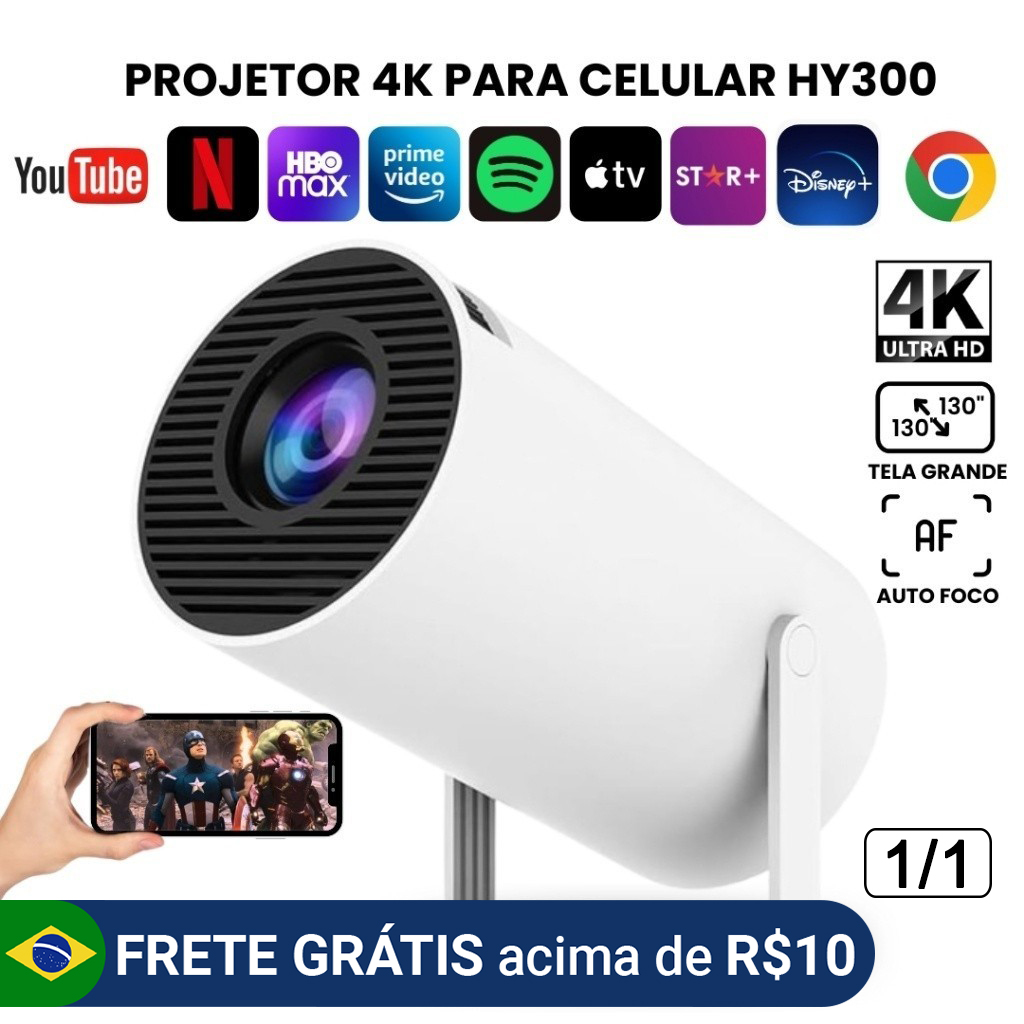 PROJETOR 4K PARA CELULAR HY300
YouTube
N
HBO
max
prime
video
tv
ST★R+
Disney+
4K
ULTRA HD
130"
130"
TELA GRANDE
AF
AUTO FOCO
1/1
FRETE GRÁTIS acima de R$10